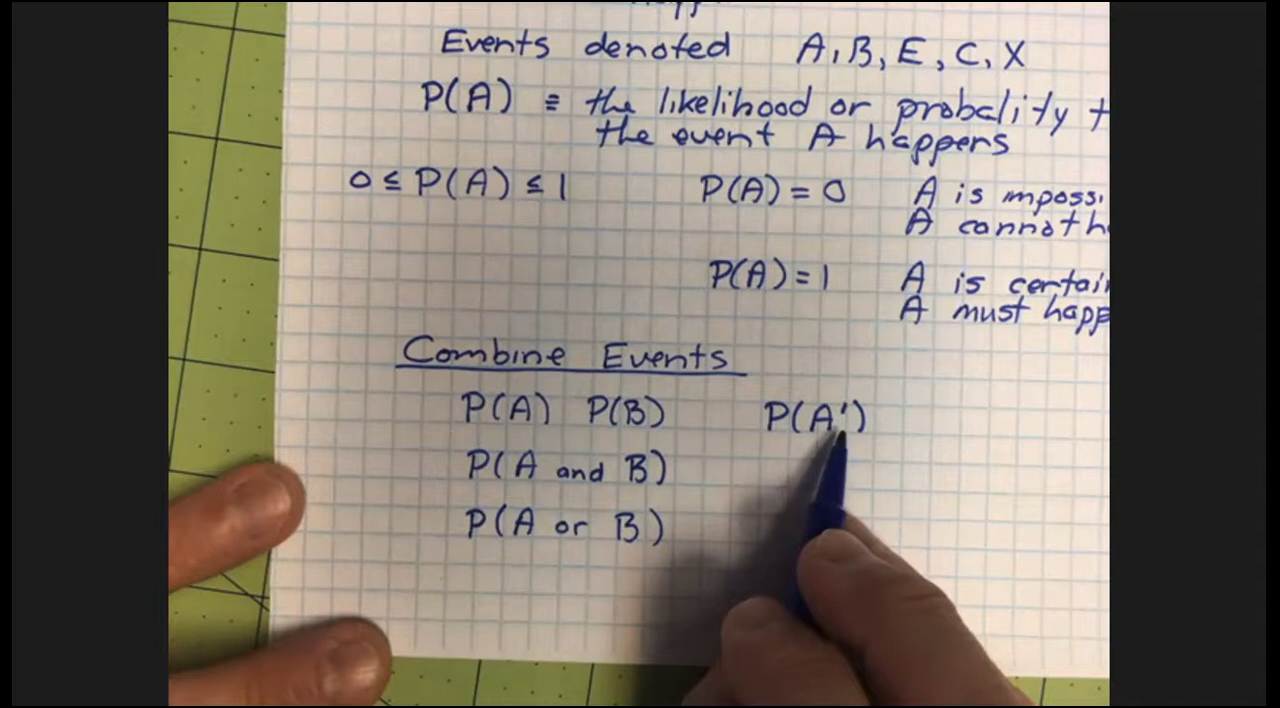 Events denoted A, B, E, C, X
P(A) ≡ the likelihood or probality
the event A happens
0 ≤ P(A) ≤ 1 P(A) = 0 A is
A
P(A) = 1 A is
A must
Combine Events
P(A) P(B) P(A')
P(A and B)
P(A or B)